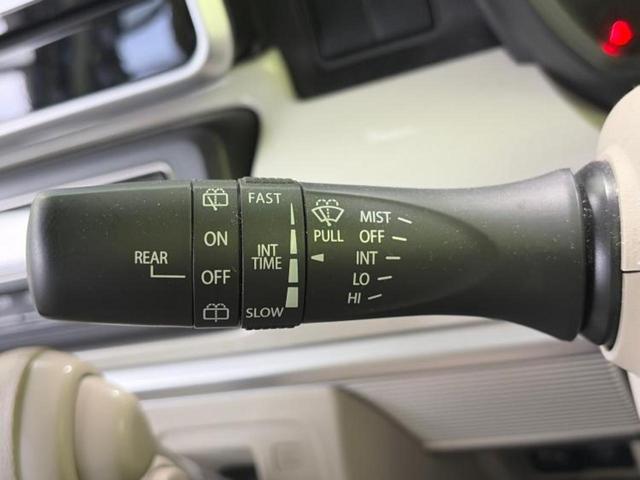 REAR
ON
OFF
FAST
INT
TIME
SLOW
PULL
MIST
OFF
INT
LO
HI